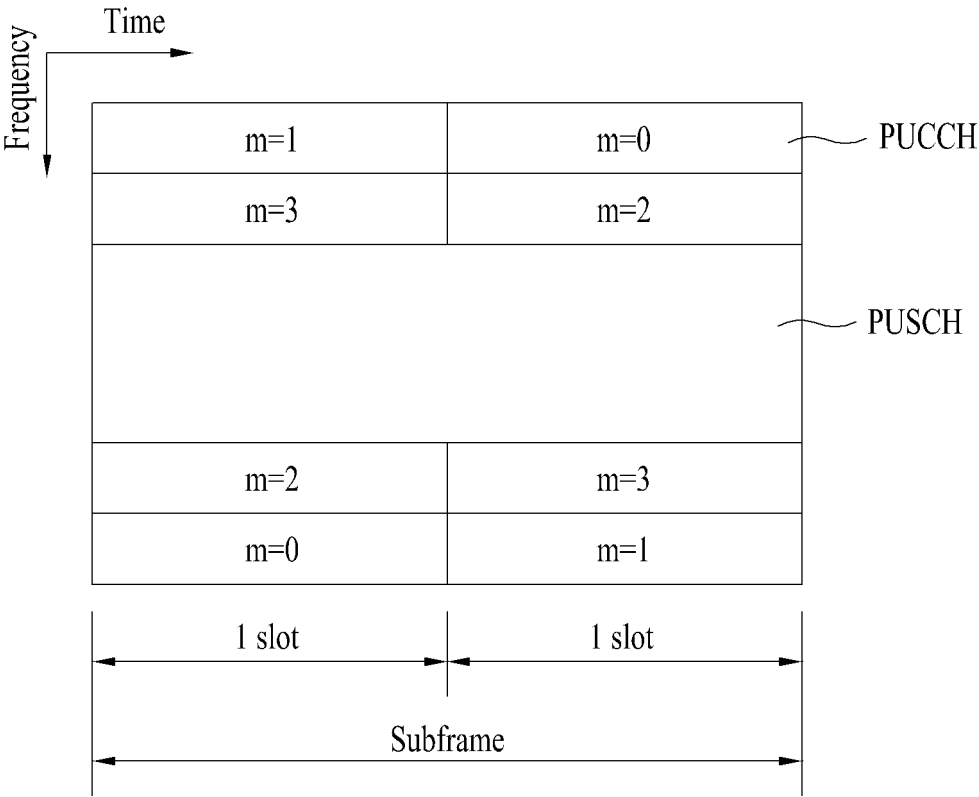 Time
Frequency
m=1
m=0
PUCCH
m=3
m=2
PUSCH
m=2
m=3
m=0
m=1
1 slot
1 slot
Subframe